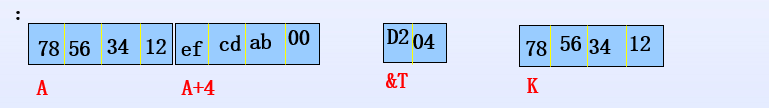 :
78 56 34 12 ef cd ab 00 D2 04 78 56 34 12
A A+4 &T K